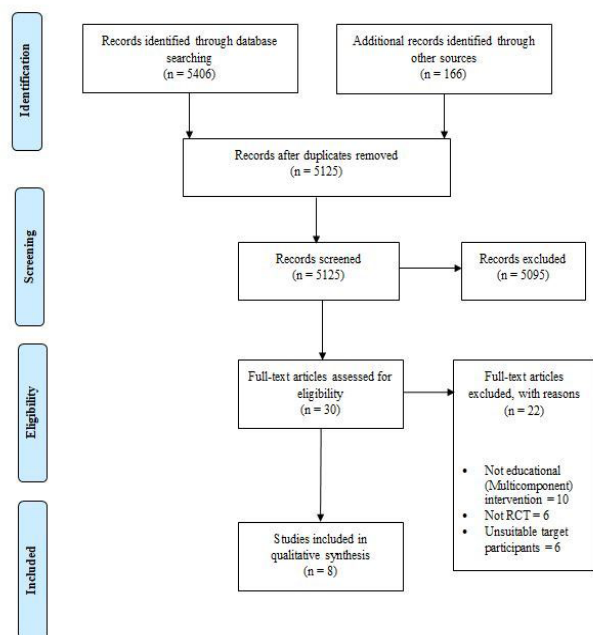 Identification
Records identified through database
searching
(n = 5406)
Additional records identified through
other sources
(n = 166)
Records after duplicates removed
(n = 5125)
Screening
Records screened
(n = 5125)
Records excluded
(n = 5095)
Eligibility
Full-text articles assessed for
eligibility
(n = 30)
Full-text articles
excluded, with reasons
(n = 22)
• Not educational
(Multicomponent)
intervention = 10
• Not RCT = 6
• Unsuitable target
participants = 6
Included
Studies included in
qualitative synthesis
(n = 8)